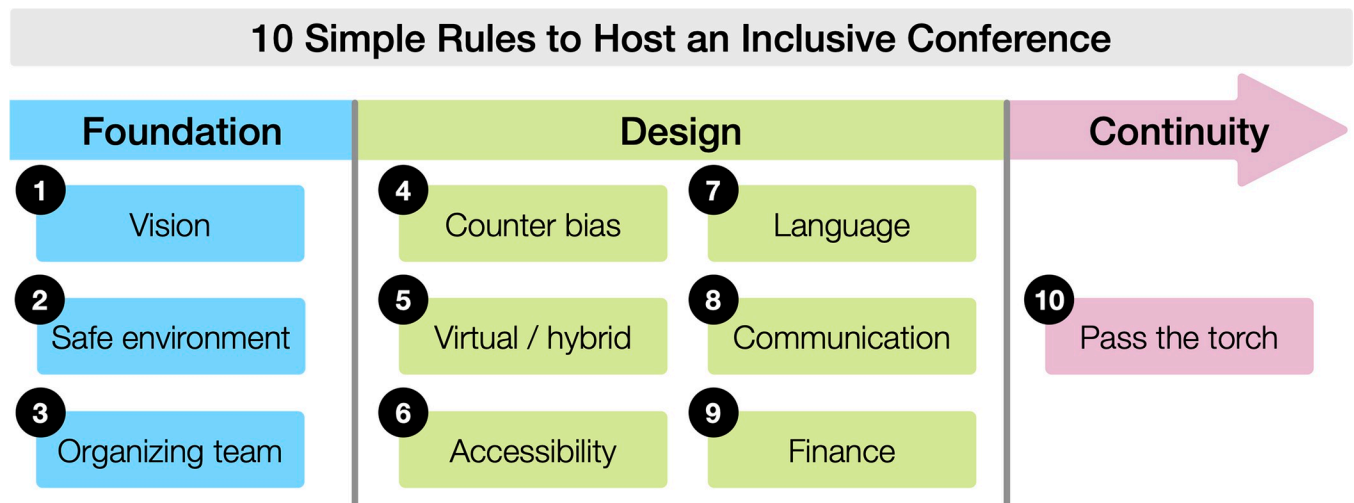 10 Simple Rules to Host an Inclusive Conference
Foundation
1
Vision
2
Safe environment
3
Organizing team
Design
4
Counter bias
5
Virtual / hybrid
6
Accessibility
7
Language
8
Communication
9
Finance
Continuity
10
Pass the torch